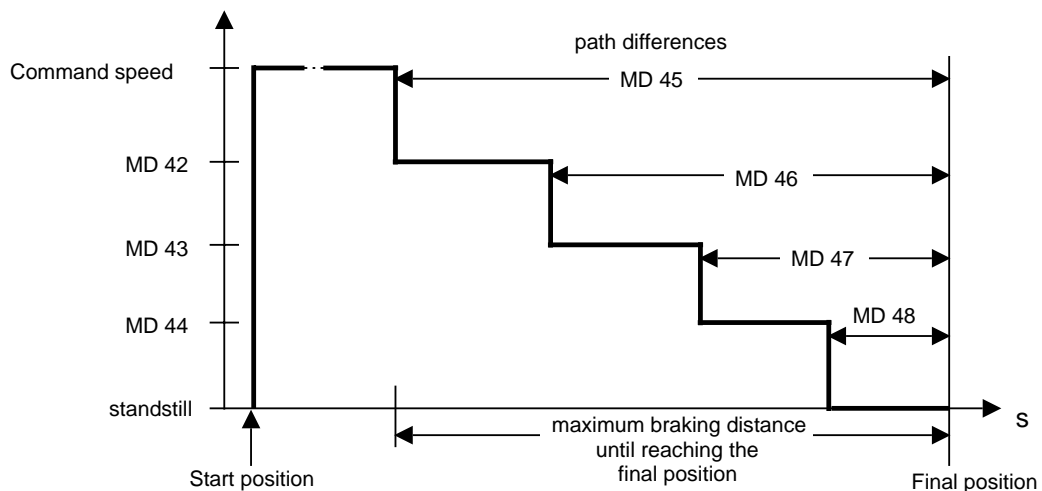 path differences
Command speed
MD 45
MD 42
MD 46
MD 43
MD 47
MD 44
MD 48
standstill
s
maximum braking distance
until reaching the
final position
Start position
Final position